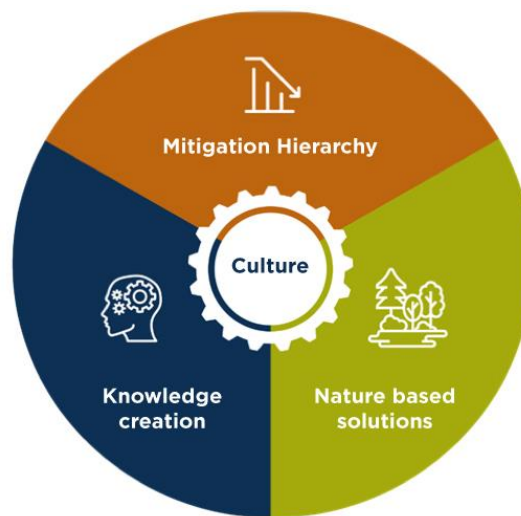 Mitigation Hierarchy
Culture
Knowledge
creation
Nature based
solutions